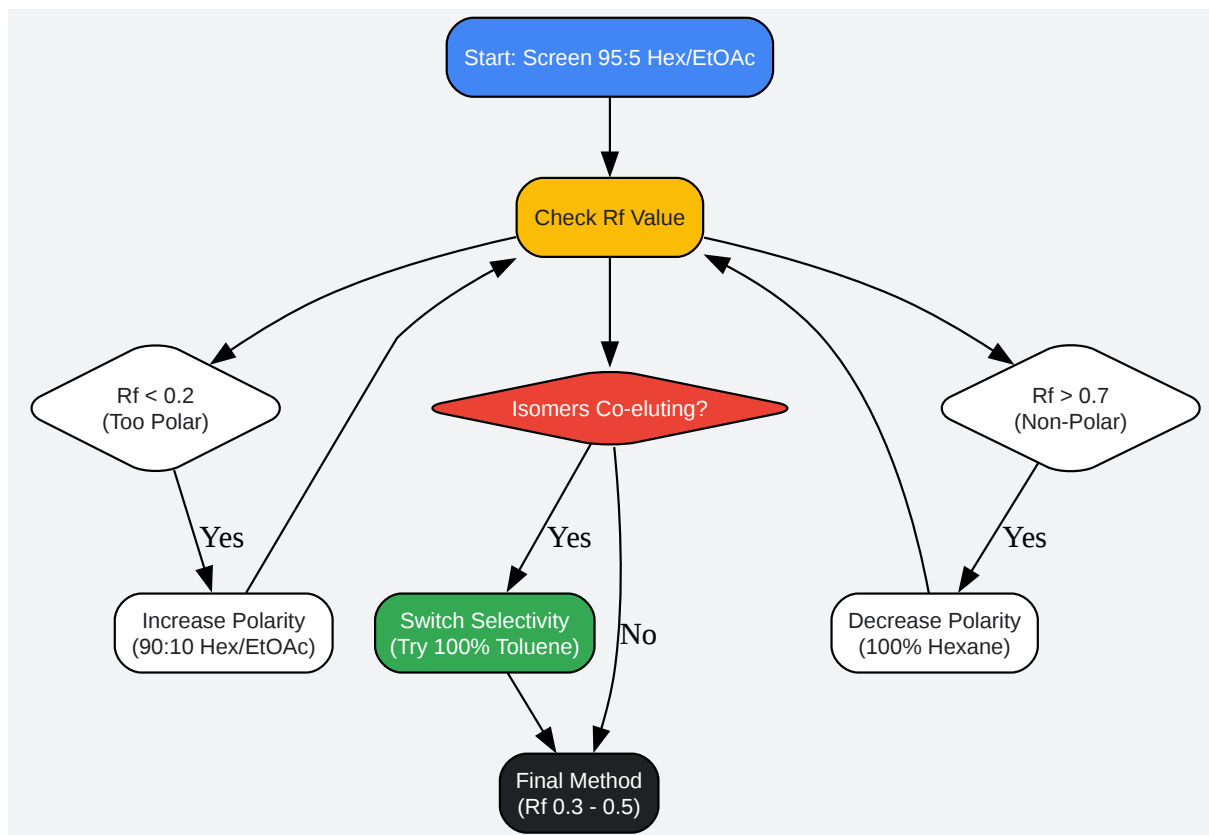 Start: Screen 95:5 Hex/EtOAc
Check Rf Value
Rf < 0.2
(Too Polar)
Isomers Co-eluting?
Rf > 0.7
(Non-Polar)
Yes
Yes
Yes
Increase Polarity
(90:10 Hex/EtOAc)
Switch Selectivity
(Try 100% Toluene)
No
Decrease Polarity
(100% Hexane)
Final Method
(Rf 0.3 - 0.5)